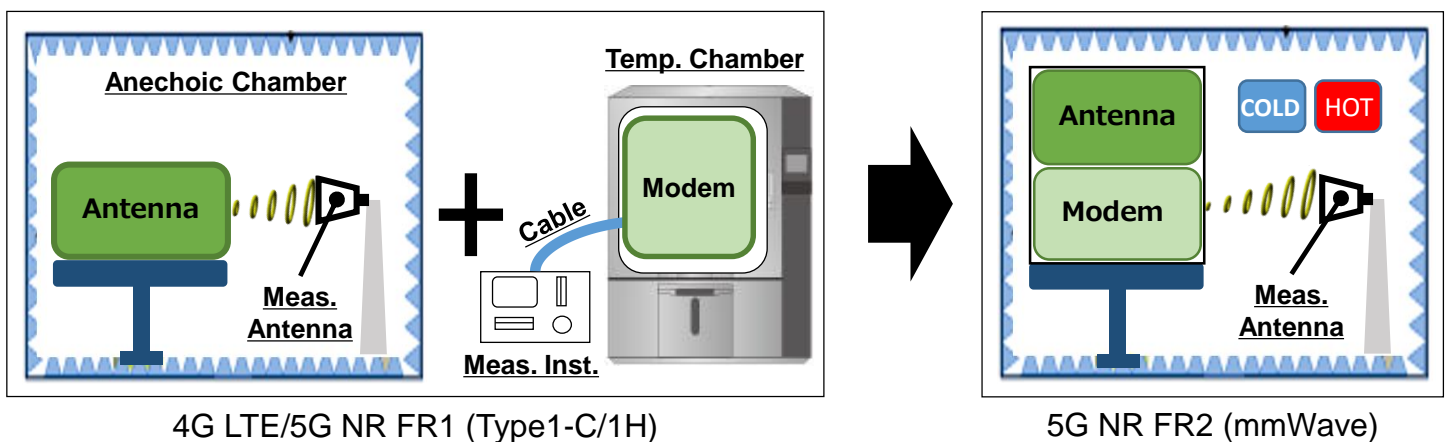 Anechoic Chamber
Antenna
Meas.
Antenna
Temp. Chamber
Modem
Cable
Meas. Inst.
4G LTE/5G NR FR1 (Type1-C/1H)
Antenna
Modem
COLD
HOT
Meas.
Antenna
5G NR FR2 (mmWave)